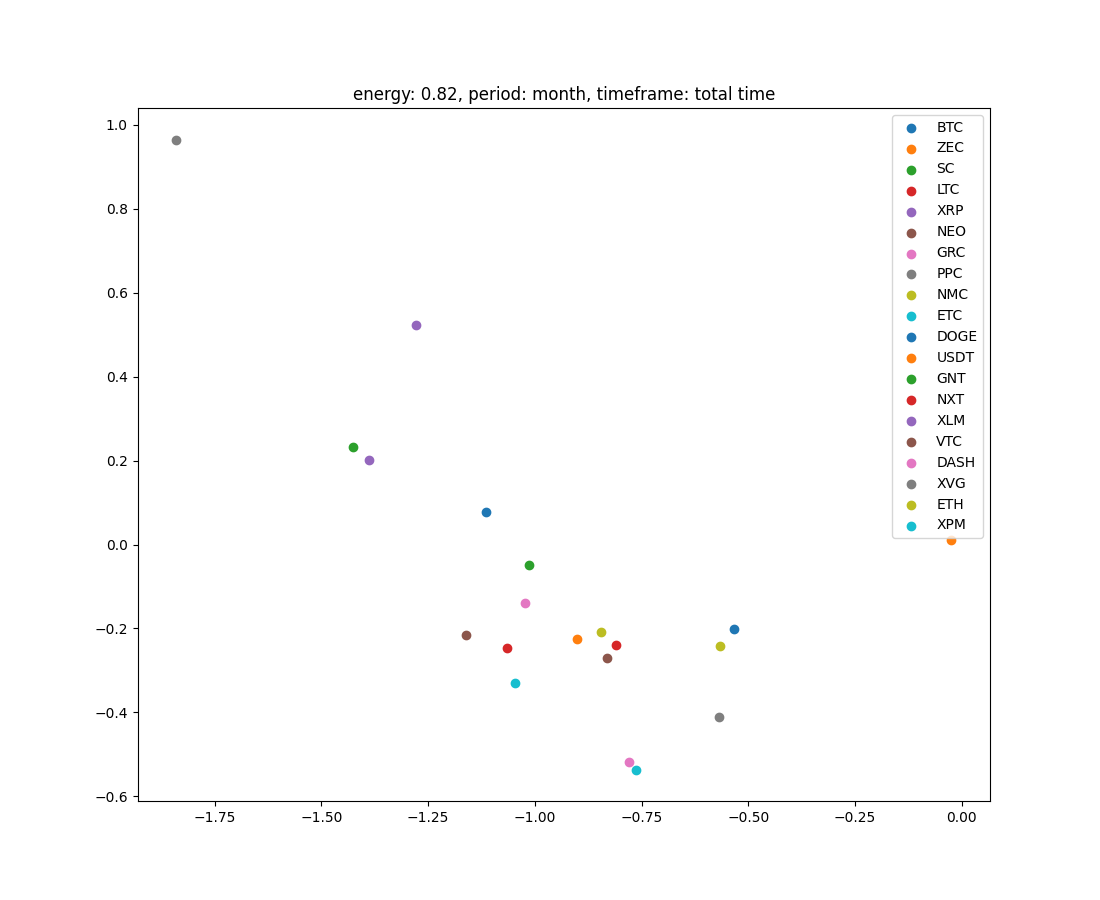 energy: 0.82, period: month, timeframe: total time
1.0
0.8
0.6
0.4
0.2
0.0
−0.2
−0.4
−0.6
−1.75
−1.50
−1.25
−1.00
−0.75
−0.50
−0.25
0.00
BTC
ZEC
SC
LTC
XRP
NEO
GRC
PPC
NMC
ETC
DOGE
USDT
GNT
NXT
XLM
VTC
DASH
XVG
ETH
XPM